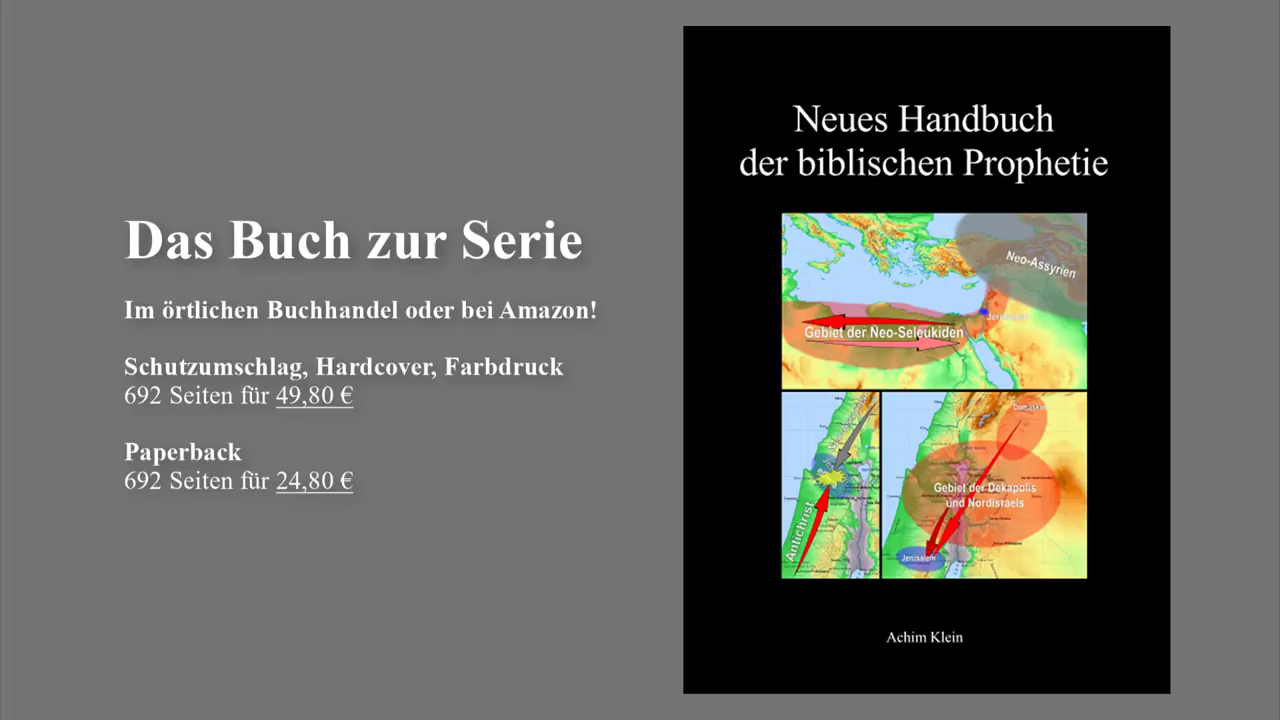 Das Buch zur Serie
Im örtlichen Buchhandel oder bei Amazon!
Schutzumschlag, Hardcover, Farbdruck
692 Seiten für 49,80 €
Paperback
692 Seiten für 24,80 €
Neues Handbuch
der biblischen Prophetie
Neo-Assyrien
Jerusalem
Gebiet der Neo-Seleukiden
Damaskus
Gebiet der Dekapolis
und Nordisraels
Antichrist
Jerusalem
Achim Klein